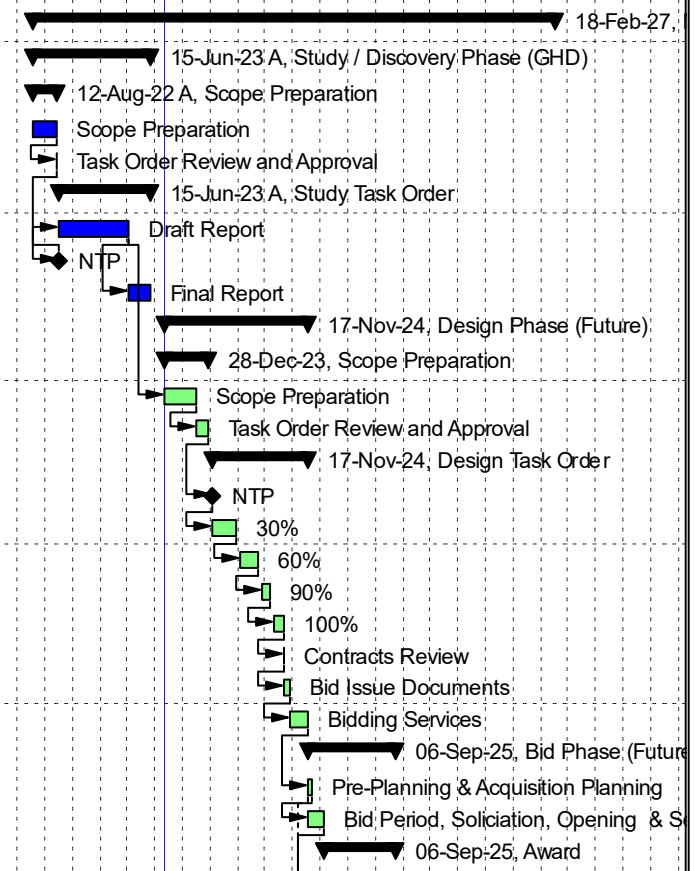 18-Feb-27,
15-Jun-23 A, Study / Discovery Phase (GHD)
12-Aug-22 A, Scope Preparation
Scope Preparation
Task Order Review and Approval
15-Jun-23 A, Study Task Order
Draft Report
NTP
Final Report
17-Nov-24, Design Phase (Future)
28-Dec-23, Scope Preparation
Scope Preparation
Task Order Review and Approval
17-Nov-24, Design Task Order
NTP
30%
60%
90%
100%
Contracts Review
Bid Issue Documents
Bidding Services
06-Sep-25, Bid Phase (Future
Pre-Planning & Acquisition Planning
Bid Period, Soliciation, Opening & S
06-Sep-25, Award